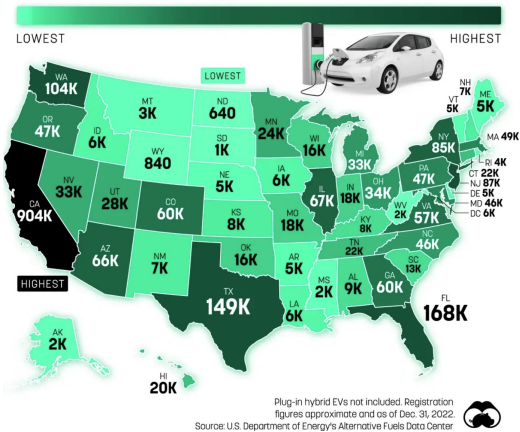 LOWEST
HIGHEST
LOWEST
WA
104K
OR
47K
CA
904K
HIGHEST
NV
33K
ID
6K
MT
3K
WY
840
UT
28K
AZ
66K
CO
60K
NM
7K
ND
640
SD
1K
NE
5K
KS
8K
OK
16K
TX
149K
MN
24K
IA
6K
MO
18K
AR
5K
LA
6K
WI
16K
IL
67K
MI
33K
IN
18K
OH
34K
KY
8K
TN
22K
MS
2K
AL
9K
GA
60K
FL
168K
SC
13K
NC
46K
VA
57K
WV
2K
PA
47K
NY
85K
VT
5K
NH
7K
ME
5K
MA 49K
RI 4K
CT 22K
NJ 87K
DE 5K
MD 46K
DC 6K
AK
2K
HI
20K
Plug-in hybrid EVs not included. Registration
figures approximate and as of Dec. 31, 2022.
Source: U.S. Department of Energy's Alternative Fuels Data Center